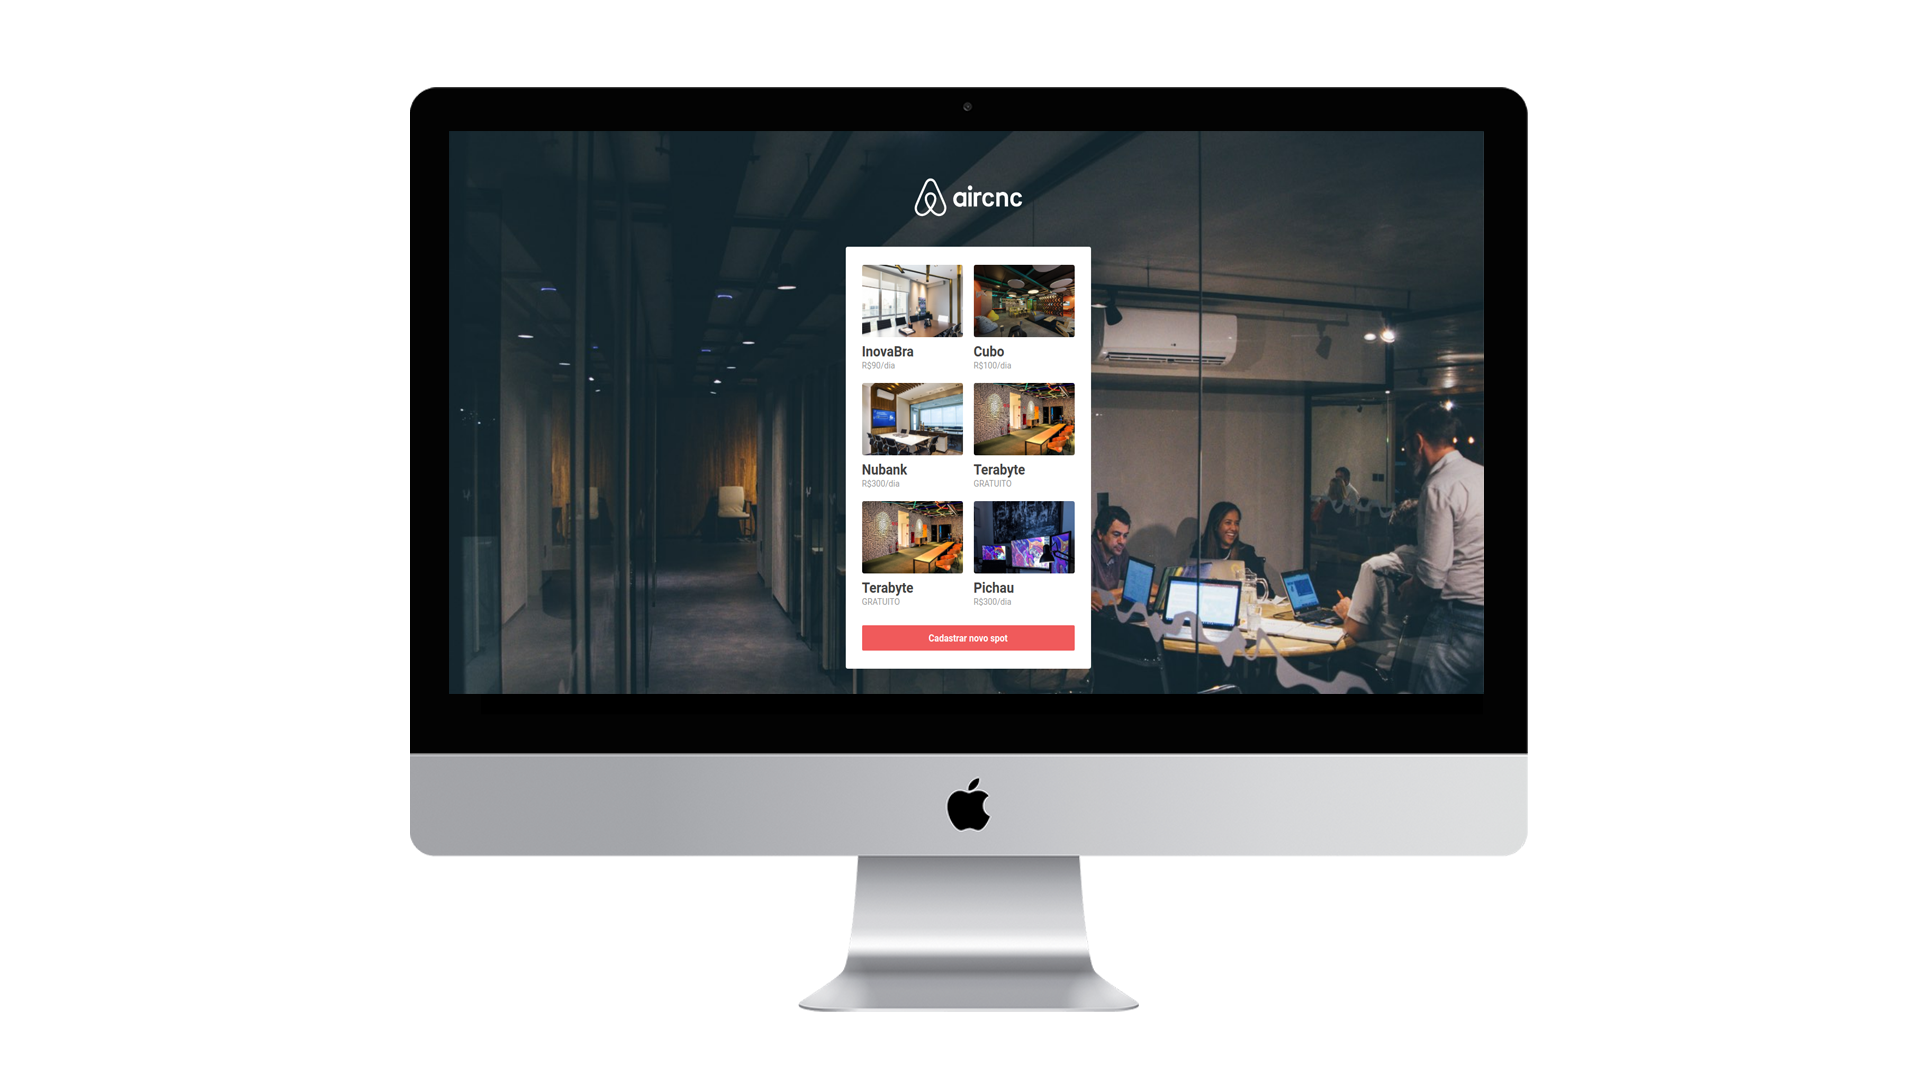 aircnc
InovaBra
R$90/dia
Cubo
R$100/dia
Nubank
R$300/dia
Terabyte
GRATUITO
Terabyte
GRATUITO
Pichau
R$300/dia
Cadastrar novo spot